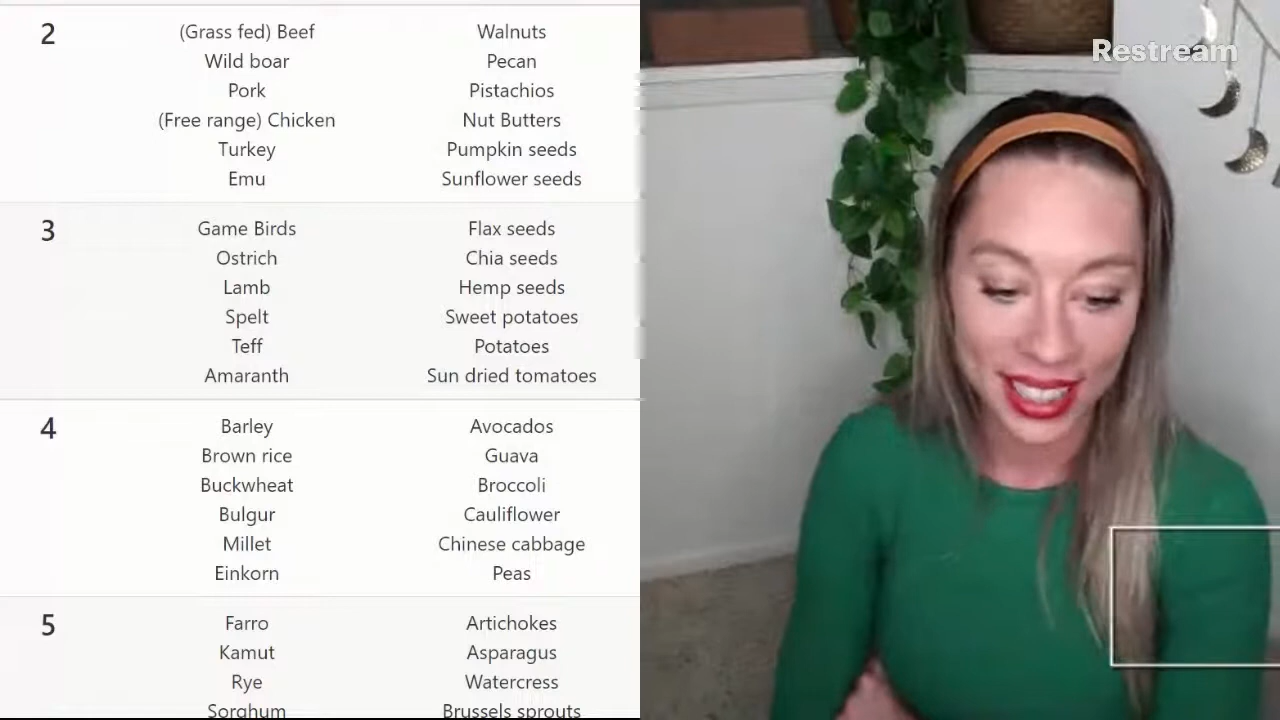 2
(Grass fed) Beef
Walnuts
Wild boar
Pecan
Pork
Pistachios
(Free range) Chicken
Nut Butters
Turkey
Pumpkin seeds
Emu
Sunflower seeds
3
Game Birds
Flax seeds
Ostrich
Chia seeds
Lamb
Hemp seeds
Spelt
Sweet potatoes
Teff
Potatoes
Amaranth
Sun dried tomatoes
4
Barley
Avocados
Brown rice
Guava
Buckwheat
Broccoli
Bulgur
Cauliflower
Millet
Chinese cabbage
Einkorn
Peas
5
Farro
Artichokes
Kamut
Asparagus
Rye
Watercress
Sorghum
Brussels sprouts
Restream